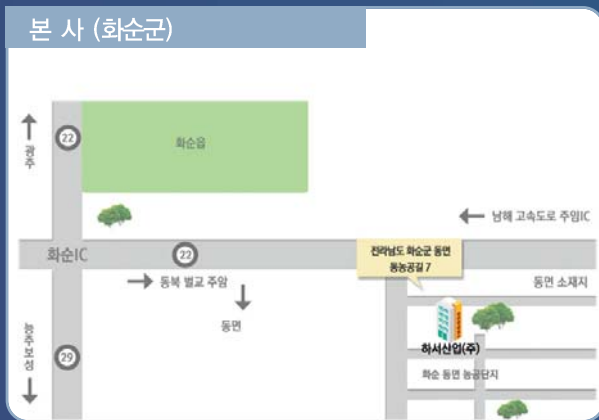 본 사 (화순군)
광주
22
화순읍
남해 고속도로 주암IC
화순IC
22
전라남도 화순군 동면
동농공길 7
동북 벌교 주암
동면 소재지
동면
능주보성
29
하서산업(주)
화순 동면 농공단지